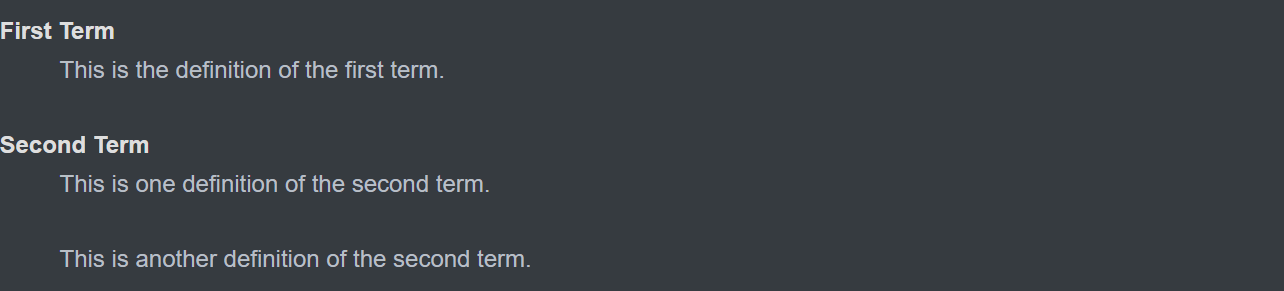 First Term
This is the definition of the first term.
Second Term
This is one definition of the second term.
This is another definition of the second term.